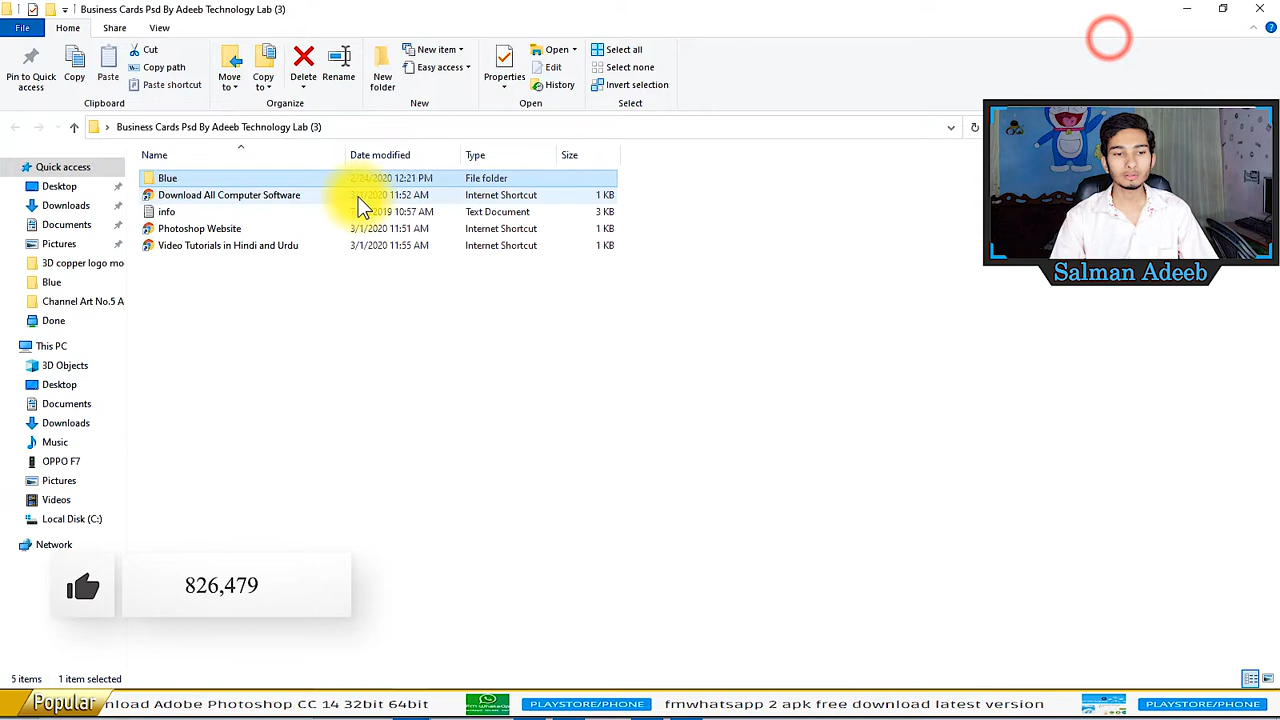 Business Cards Psd By Adeeb Technology Lab (3)
File Home Share View
Pin to Quick access
Copy
Paste
Cut
Copy path
Paste shortcut
Clipboard
Move to
Copy to
Delete
Rename
Organize
New folder
New item
Easy access
New
Properties
Open
Edit
History
Open
Select all
Select none
Invert selection
Select
Business Cards Psd By Adeeb Technology Lab (3)
Name Date modified Type Size
Blue 2/24/2020 12:21 PM File folder
Download All Computer Software 3/1/2020 11:52 AM Internet Shortcut 1 KB
info 2019 10:57 AM Text Document 3 KB
Photoshop Website 3/1/2020 11:51 AM Internet Shortcut 1 KB
Video Tutorials in Hindi and Urdu 3/1/2020 11:55 AM Internet Shortcut 1 KB
Quick access
Desktop
Downloads
Documents
Pictures
3D copper logo mo
Blue
Channel Art No.5 A
Done
This PC
3D Objects
Desktop
Documents
Downloads
Music
OPPO F7
Pictures
Videos
Local Disk (C:)
Network
Salman Adeeb
826,479
5 items 1 item selected
Popular
nload Adobe Photoshop CC 14 32bit 64bit
PLAYSTORE/PHONE
fmwhatsapp 2 apk free download latest version
PLAYSTORE/PHONE